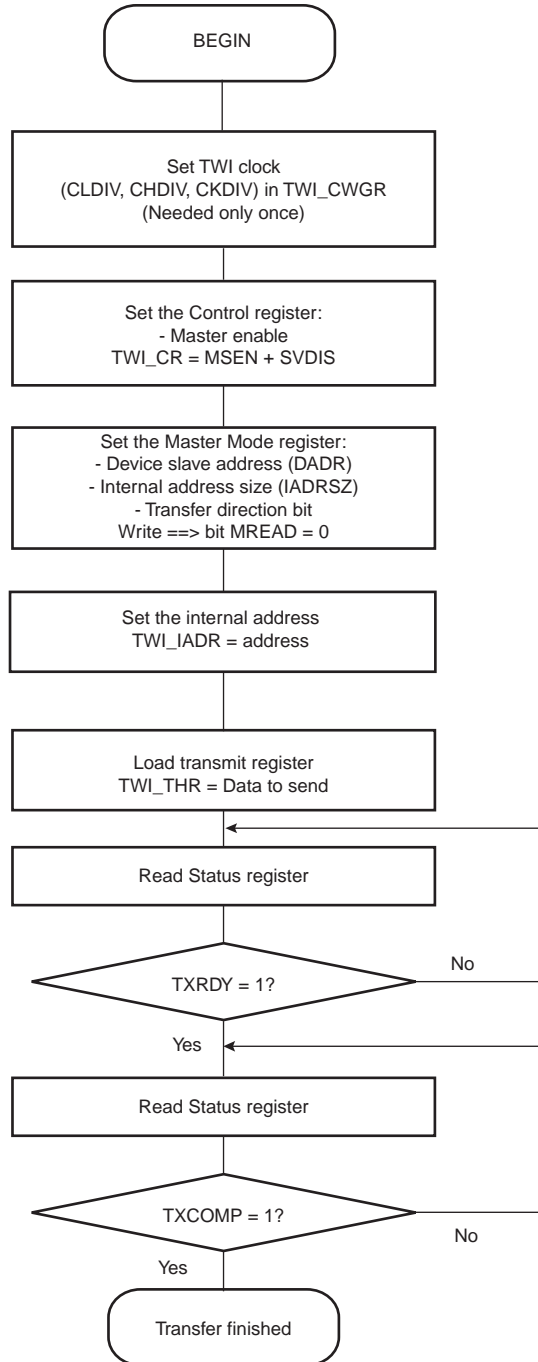 BEGIN
Set TWI clock
(CLDIV, CHDIV, CKDIV) in TWI_CWGR
(Needed only once)
Set the Control register:
- Master enable
TWI_CR = MSEN + SVDIS
Set the Master Mode register:
- Device slave address (DADR)
- Internal address size (IADRSZ)
- Transfer direction bit
Write ==> bit MREAD = 0
Set the internal address
TWI_IADR = address
Load transmit register
TWI_THR = Data to send
Read Status register
TXRDY = 1?
No
Yes
Read Status register
TXCOMP = 1?
No
Yes
Transfer finished